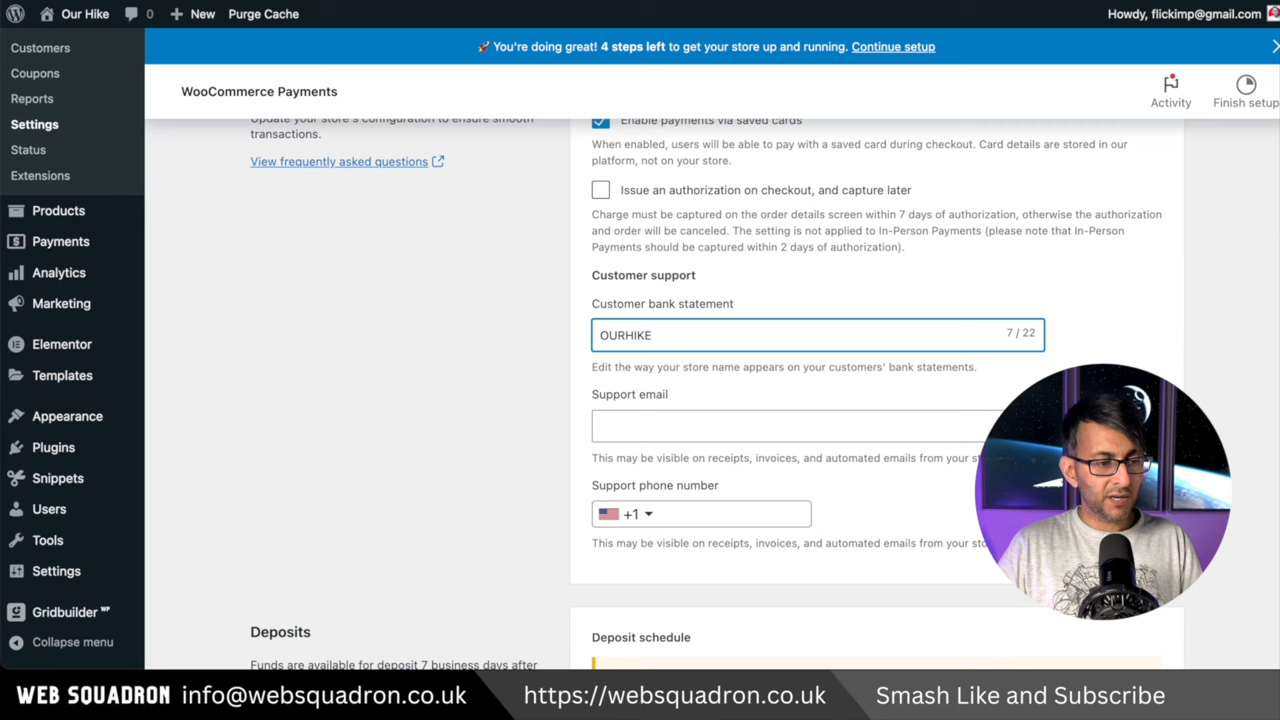 Our Hike
0
New
Purge Cache
Howdy, flickimp@gmail.com
Customers
Coupons
Reports
Settings
Status
Extensions
Products
Payments
Analytics
Marketing
Elementor
Templates
Appearance
Plugins
Snippets
Users
Tools
Settings
Gridbuilder WP
Collapse menu
🚀 You're doing great! 4 steps left to get your store up and running. Continue setup
WooCommerce Payments
Activity
Finish setup
Update your store's configuration to ensure smooth
transactions.
View frequently asked questions
Enable payments via saved cards
When enabled, users will be able to pay with a saved card during checkout. Card details are stored in our
platform, not on your store.
Issue an authorization on checkout, and capture later
Charge must be captured on the order details screen within 7 days of authorization, otherwise the authorization
and order will be canceled. The setting is not applied to In-Person Payments (please note that In-Person
Payments should be captured within 2 days of authorization).
Customer support
Customer bank statement
OURHIKE
7 / 22
Edit the way your store name appears on your customers' bank statements.
Support email
This may be visible on receipts, invoices, and automated emails from your
Support phone number
+1
This may be visible on receipts, invoices, and automated emails from your
Deposits
Funds are available for deposit 7 business days after
Deposit schedule
WEB SQUADRON
info@websquadron.co.uk
https://websquadron.co.uk
Smash Like and Subscribe